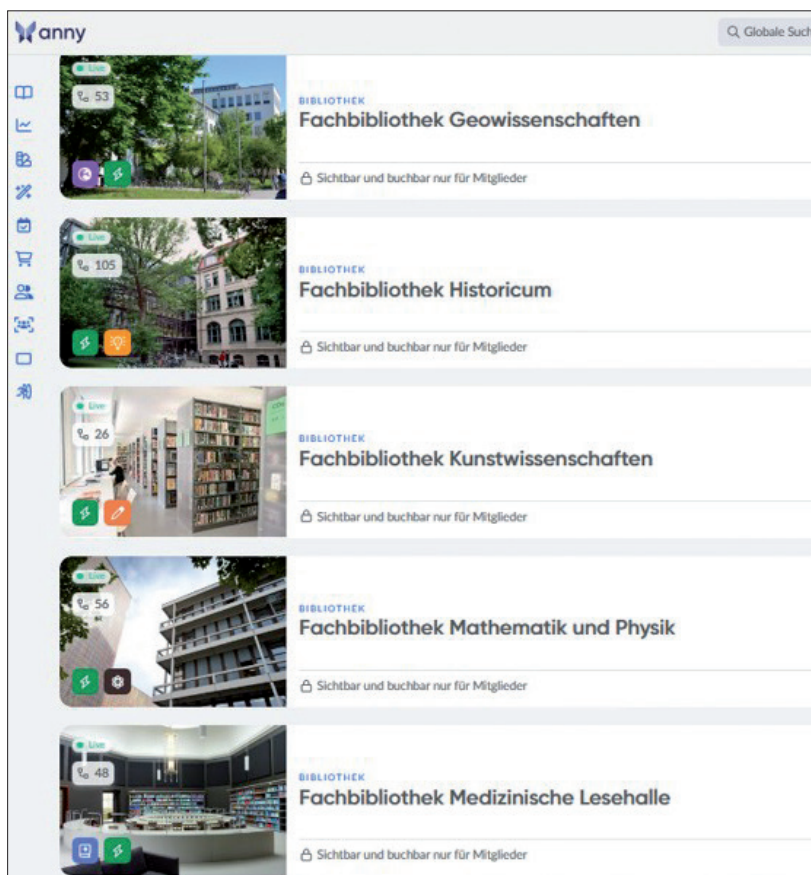 anny
Globale Such
Live
53
BIBLIOTHEK
Fachbibliothek Geowissenschaften
Sichtbar und buchbar nur für Mitglieder
Live
105
BIBLIOTHEK
Fachbibliothek Historicum
Sichtbar und buchbar nur für Mitglieder
Live
26
BIBLIOTHEK
Fachbibliothek Kunstwissenschaften
Sichtbar und buchbar nur für Mitglieder
Live
56
BIBLIOTHEK
Fachbibliothek Mathematik und Physik
Sichtbar und buchbar nur für Mitglieder
Live
48
BIBLIOTHEK
Fachbibliothek Medizinische Lesehalle
Sichtbar und buchbar nur für Mitglieder